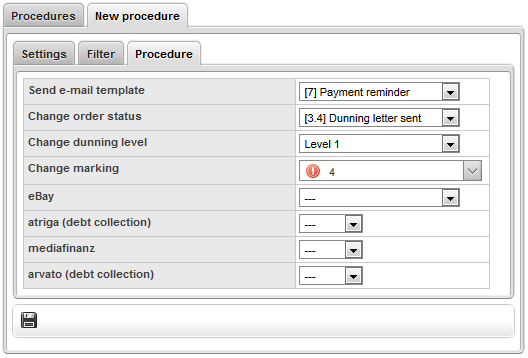 Procedures New procedure
Settings Filter Procedure
Send e-mail template [7] Payment reminder
Change order status [3.4] Dunning letter sent
Change dunning level Level 1
Change marking 4
eBay ---
atriga (debt collection) ---
mediafinanz ---
arvato (debt collection) ---